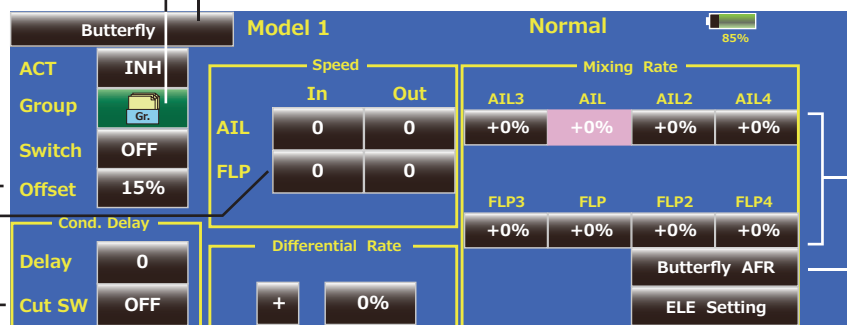 Butterfly Model 1 Normal 85%
ACT INH
Group Gr.
Switch OFF
Offset 15%
Cond. Delay
Delay 0
Cut SW OFF
Speed
In Out
AIL 0 0
FLP 0 0
Differential Rate
+ 0%
Mixing Rate
AIL3 AIL AIL2 AIL4
+0% +0% +0% +0%
FLP3 FLP FLP2 FLP4
+0% +0% +0% +0%
Butterfly AFR
ELE Setting